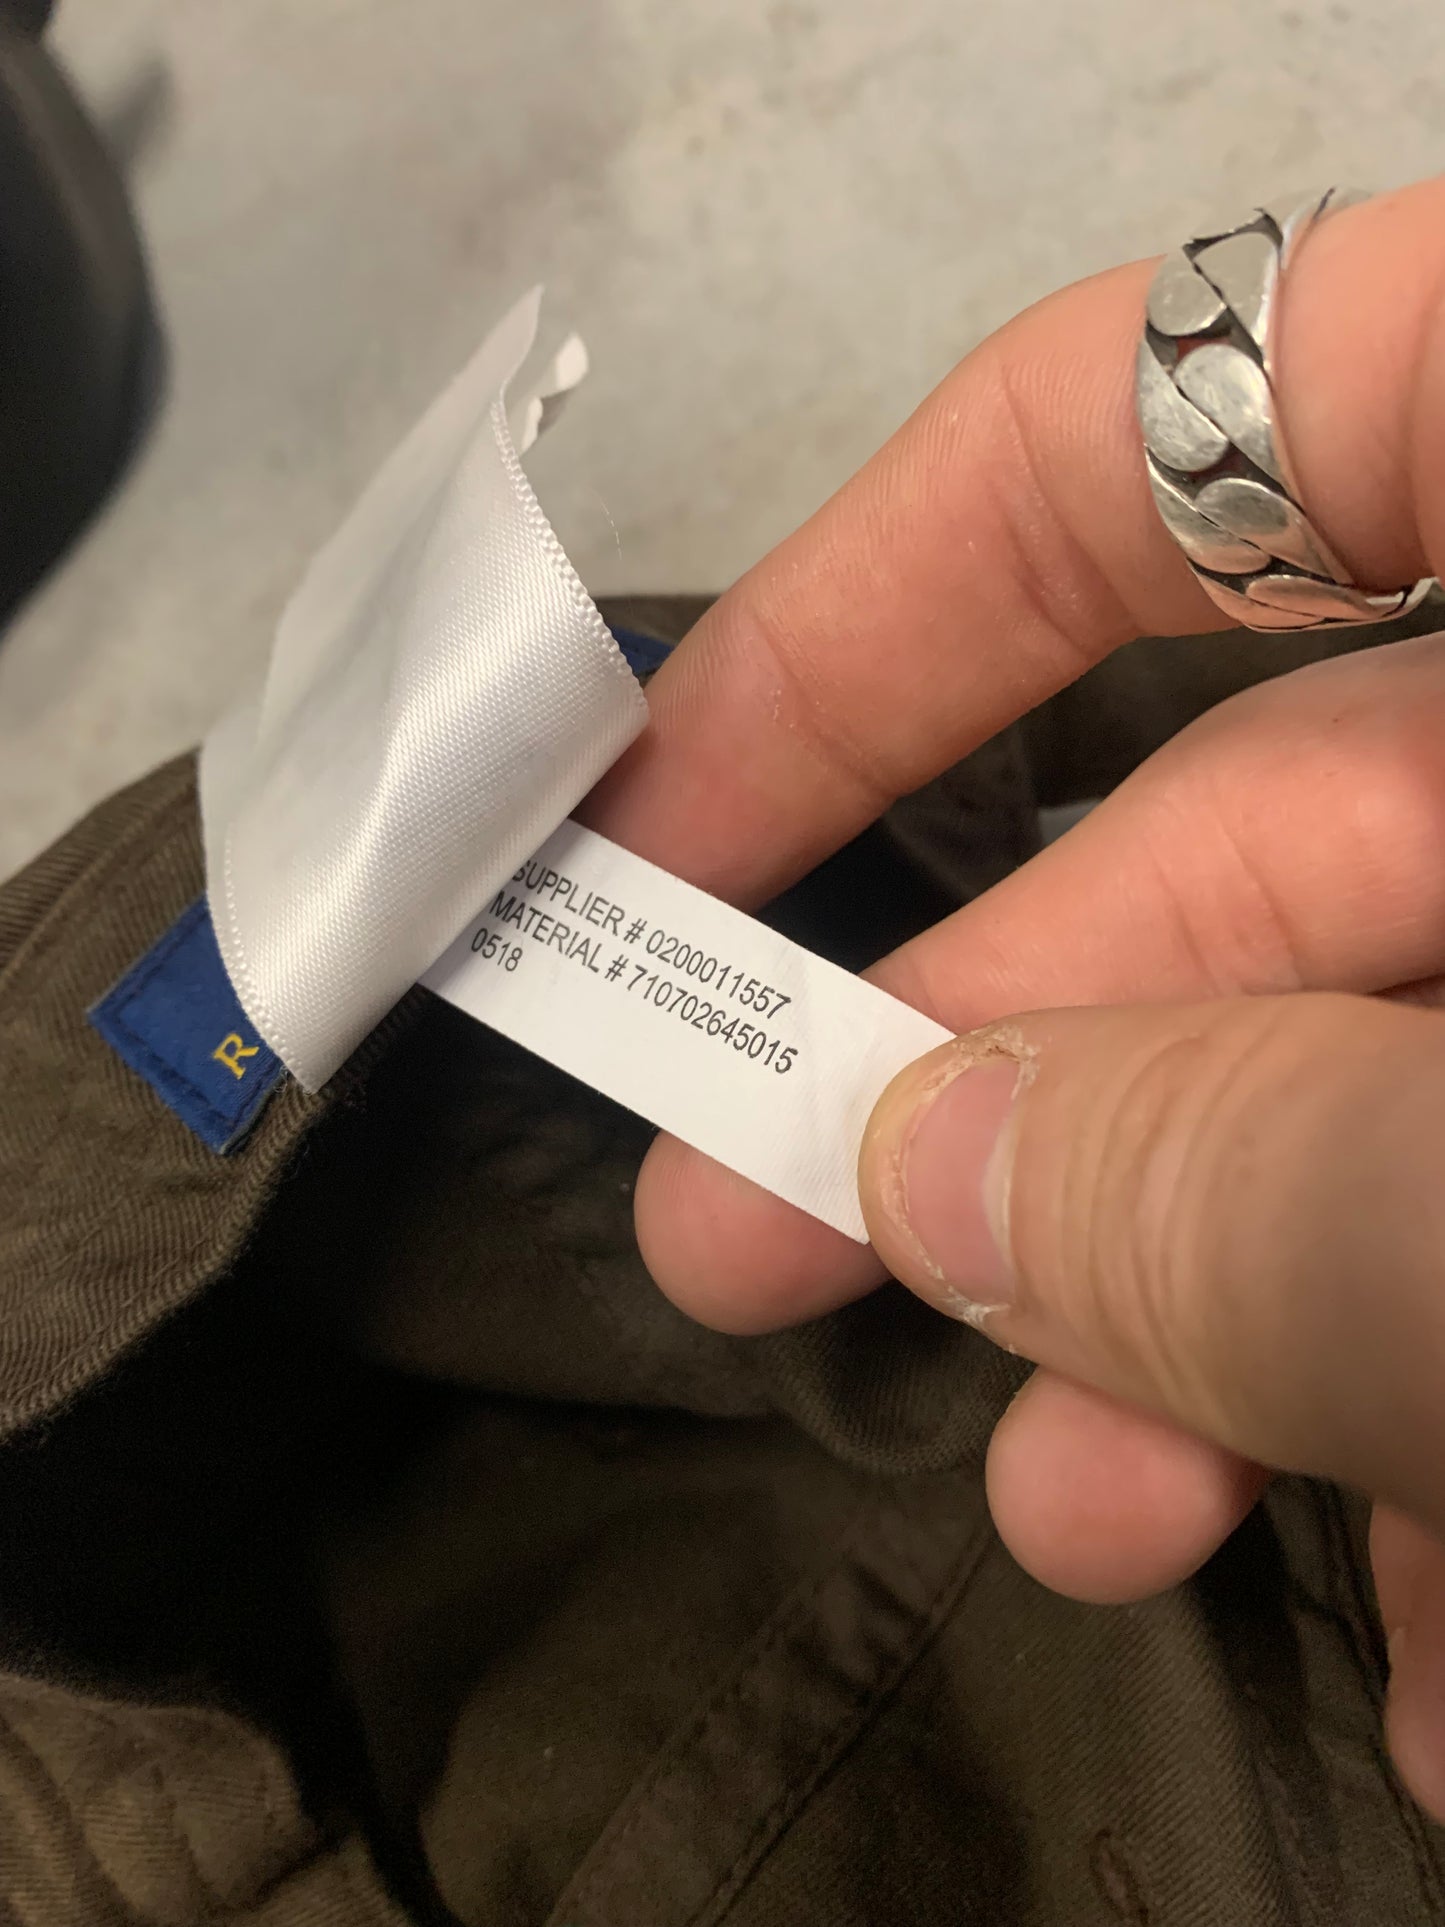 SUPPLIER # 0200011557
MATERIAL # 710702645015
0518
R